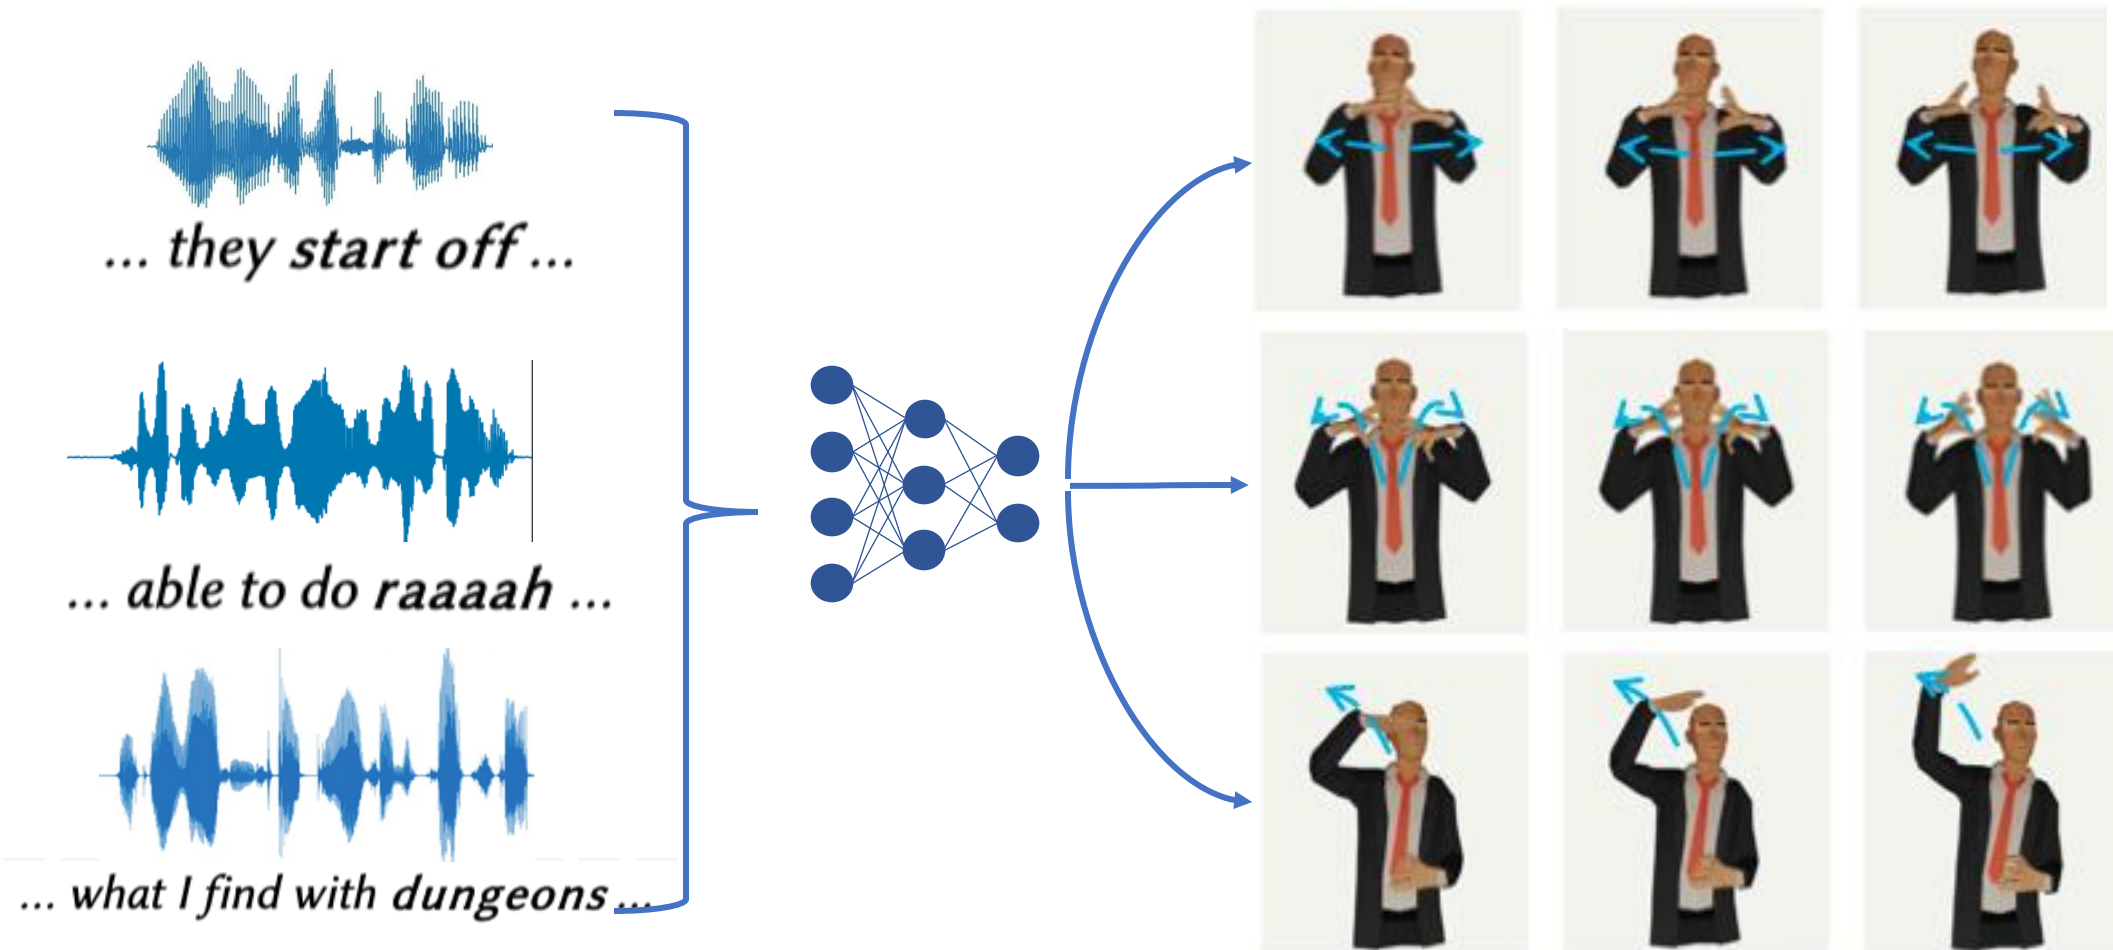 ... they start off ...
... able to do raaaah ...
... what I find with dungeons ...